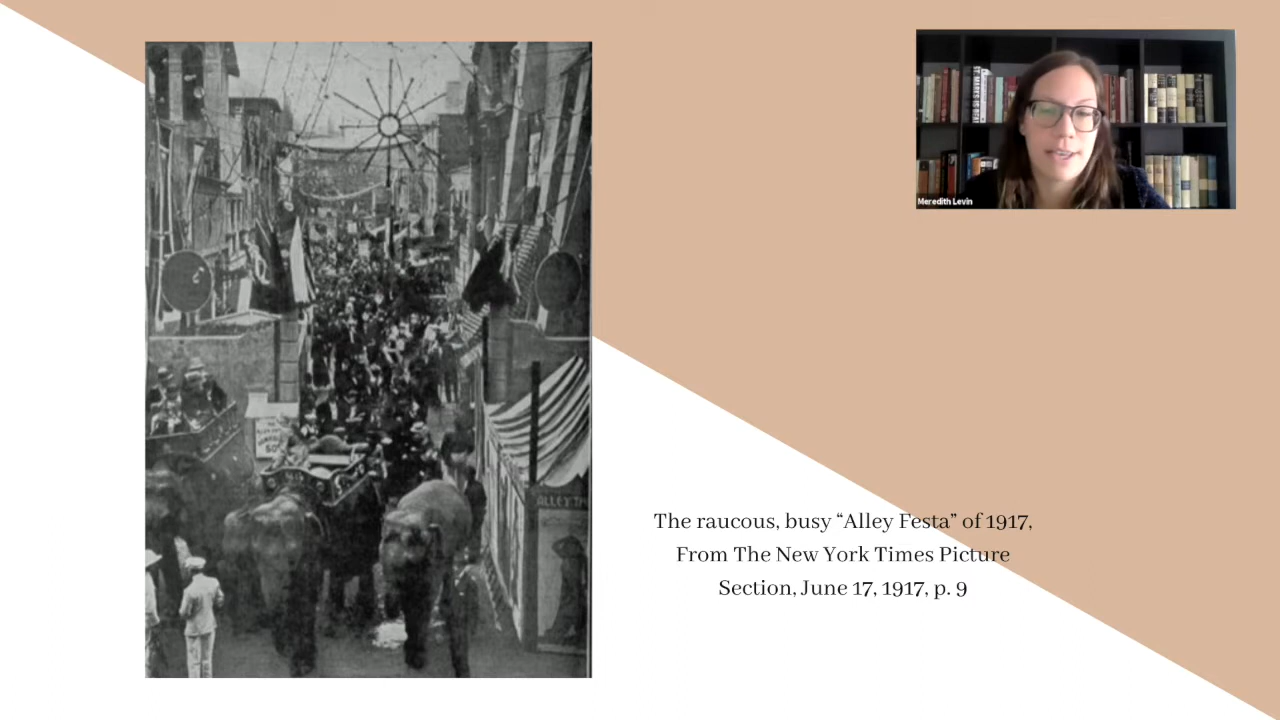 The raucous, busy “Alley Festa” of 1917,
From The New York Times Picture
Section, June 17, 1917, p. 9
Meredith Levin
ALLEY